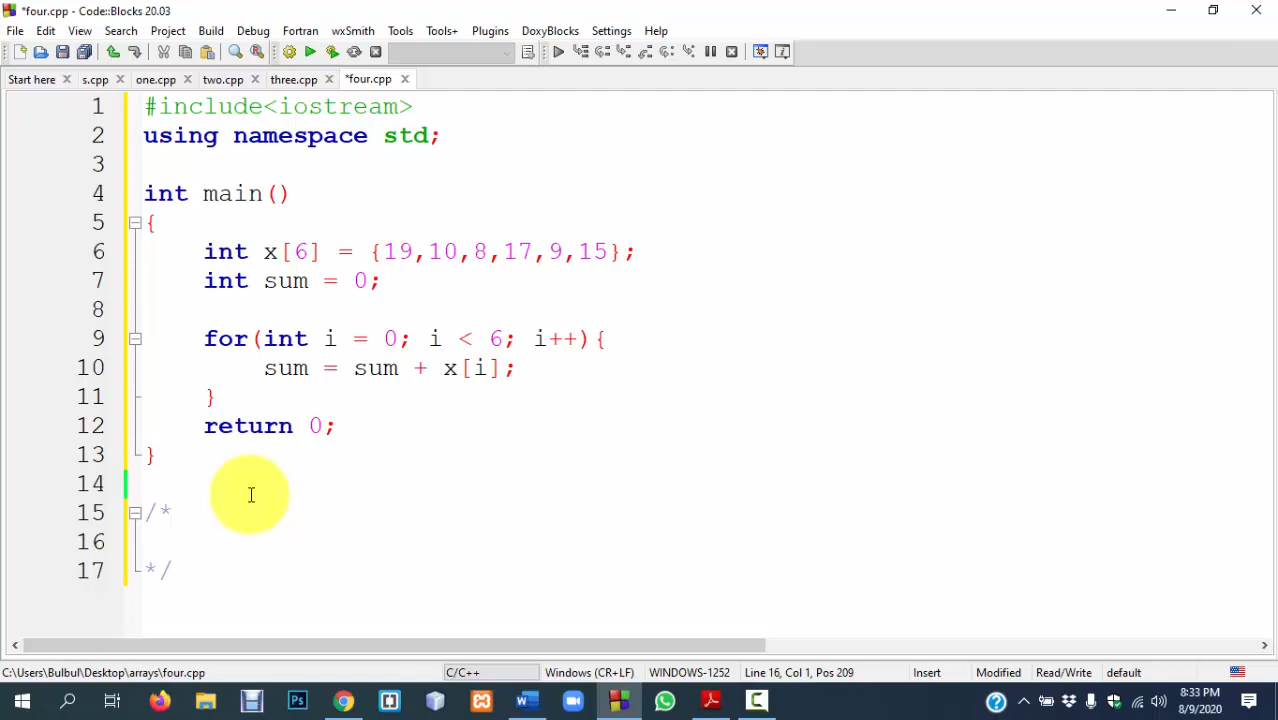 *four.cpp - Code::Blocks 20.03
File Edit View Search Project Build Debug Fortran wxSmith Tools Tools+ Plugins DoxyBlocks Settings Help
Start here s.cpp one.cpp two.cpp three.cpp *four.cpp
1 #include<iostream>
2 using namespace std;
3
4 int main()
5 {
6 int x[6] = {19,10,8,17,9,15};
7 int sum = 0;
8
9 for(int i = 0; i < 6; i++){
10 sum = sum + x[i];
11 }
12 return 0;
13 }
14
15 /*
16
17 */
C:\Users\Bulbul\Desktop\arrays\four.cpp C/C++ Windows (CR+LF) WINDOWS-1252 Line 16, Col 1, Pos 209 Insert Modified Read/Write default
8:33 PM
8/9/2020